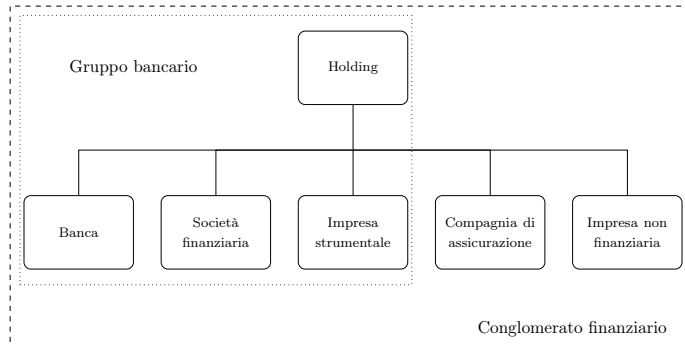 Gruppo bancario
Holding
Banca
Società
finanziaria
Impresa
strumentale
Compagnia di
assicurazione
Impresa non
finanziaria
Conglomerato finanziario